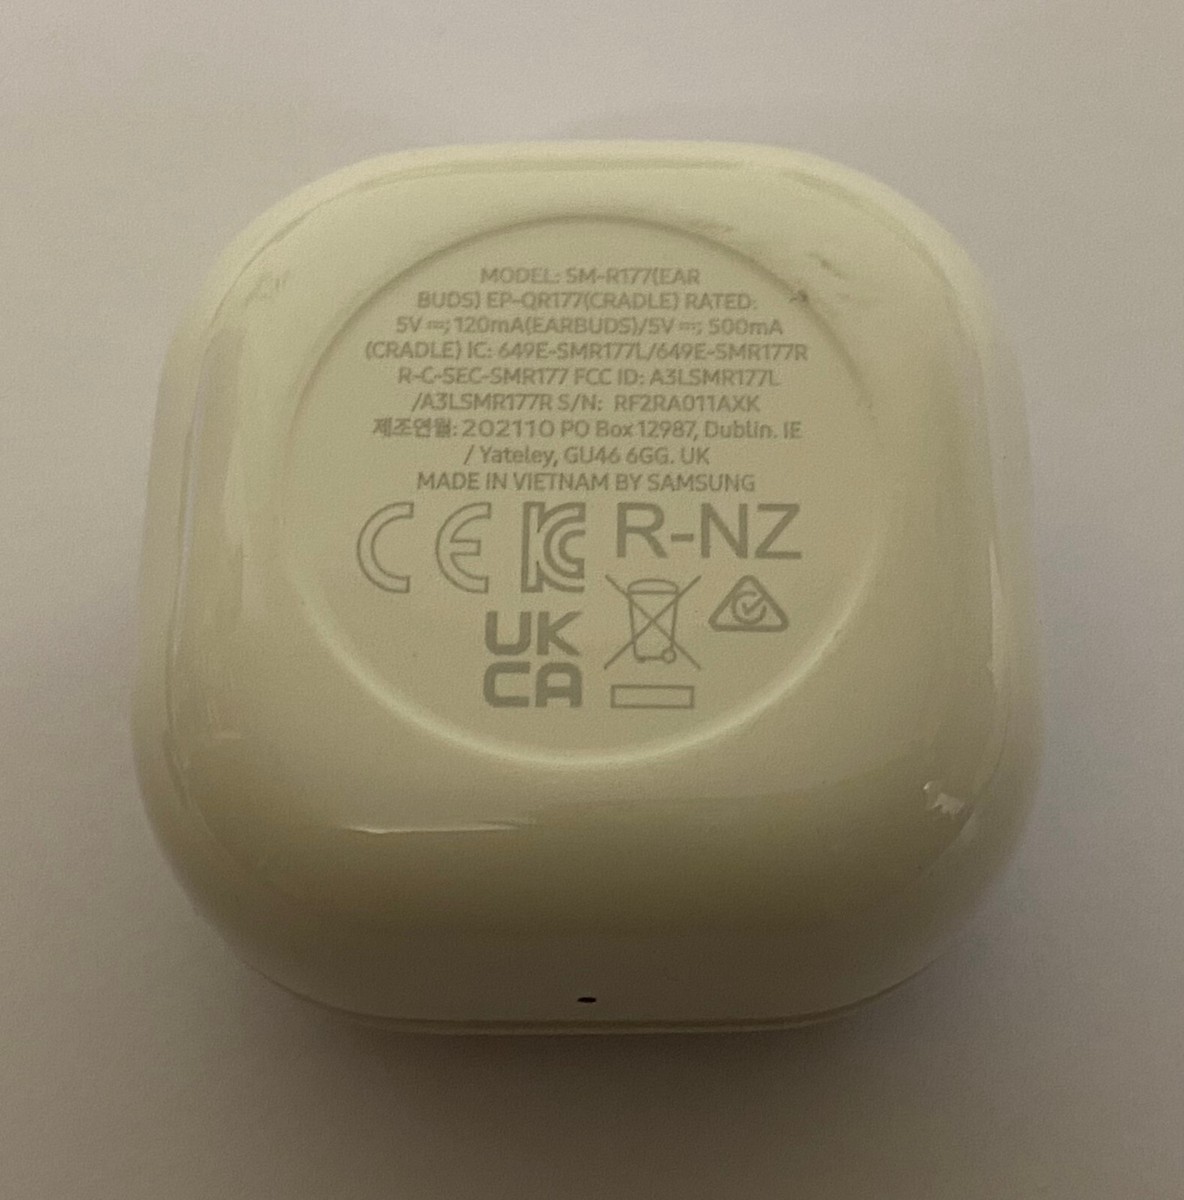 MODEL: SM-R177(EAR
BUDS) EP-QR177(CRADLE) RATED:
5V ⎓; 120mA(EARBUDS)/5V ⎓; 500mA
(CRADLE) IC: 649E-SMR177L/649E-SMR177R
R-C-SEC-SMR177 FCC ID: A3LSMR177L
/A3LSMR177R S/N: RF2RA011AXK
제조연월: 202110 PO Box 12987, Dublin. IE
/ Yateley, GU46 6GG. UK
MADE IN VIETNAM BY SAMSUNG
CE KC R-NZ
UK
CA